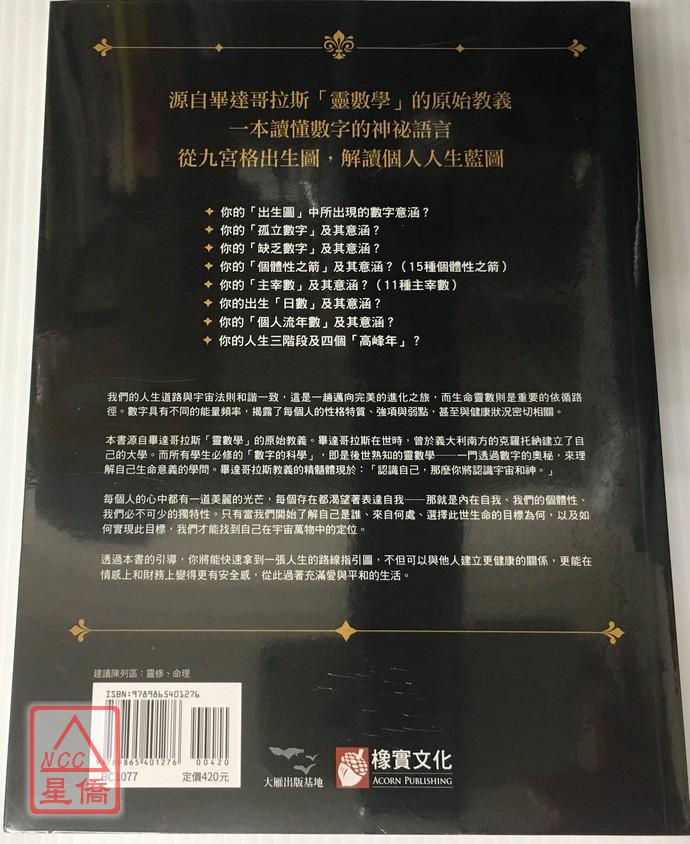 源自畢達哥拉斯「靈數學」的原始教義
一本讀懂數字的神祕語言
從九宮格出生圖，解讀個人人生藍圖
你的「出生圖」中所出現的數字意涵？
你的「孤立數字」及其意涵？
你的「缺乏數字」及其意涵？
你的「個體性之箭」及其意涵？（15種個體性之箭）
你的「主宰數」及其意涵？（11種主宰數）
你的出生「日數」及其意涵？
你的「個人流年數」及其意涵？
你的人生三階段及四個「高峰年」？
我們的人生道路與宇宙法則和諧一致，這是一趟邁向完美的進化之旅，而生命靈數則是重要的依循路
徑。數字具有不同的能量頻率，揭露了每個人的性格特質、強項與弱點，甚至與健康狀況密切相關。
本書源自畢達哥拉斯「靈數學」的原始教義。畢達哥拉斯在世時，曾於義大利南方的克羅托納建立了自
己的大學。而所有學生必修的「數字的科學」，即是後世熟知的靈數學──一門透過數字的奧秘，來理
解自己生命意義的學問。畢達哥拉斯教義的精髓體現於：「認識自己，那麼你將認識宇宙和神。」
每個人的心中都有一道美麗的光芒，每個存在都渴望著表達自我──那就是內在自我、我們的個體性、
我們必不可少的獨特性。只有當我們開始了解自己是誰、來自何處、選擇此世生命的目標為何，以及如
何實現此目標，我們才能找到自己在宇宙萬物中的定位。
透過本書的引導，你將能快速拿到一張人生的路線指引圖，不但可以與他人建立更健康的關係，更能在
情感上和財務上變得更有安全感，從此過著充滿愛與平和的生活。
建議陳列區：靈修、命理
ISBN:9789865401276
9789865401276 00420
BC1077 定價420元
大雁出版基地
橡實文化
ACORN PUBLISHING
NCC
星僑